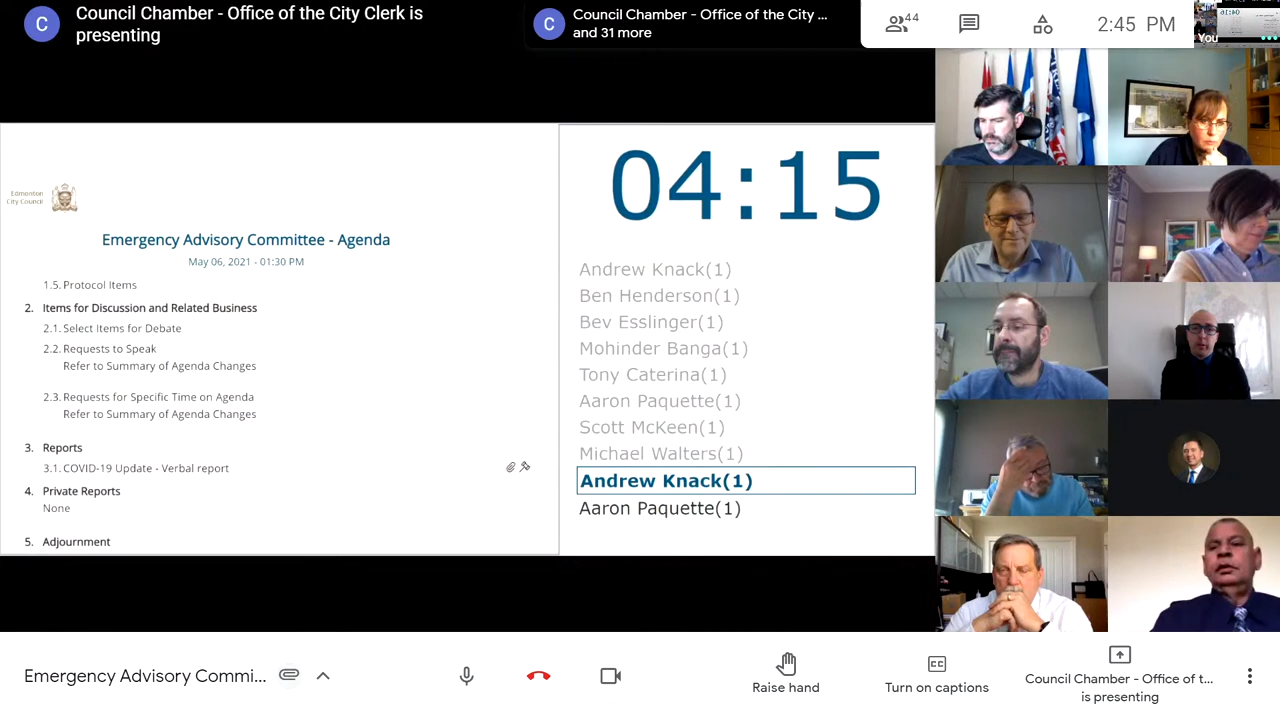 C
Council Chamber - Office of the City Clerk is
presenting
C
Council Chamber - Office of the City ...
and 31 more
44
2:45 PM
You
Edmonton
City Council
Emergency Advisory Committee - Agenda
May 06, 2021 - 01:30 PM
1.5. Protocol Items
2. Items for Discussion and Related Business
2.1. Select Items for Debate
2.2. Requests to Speak
Refer to Summary of Agenda Changes
2.3. Requests for Specific Time on Agenda
Refer to Summary of Agenda Changes
3. Reports
3.1. COVID-19 Update - Verbal report
4. Private Reports
None
5. Adjournment
04:15
Andrew Knack(1)
Ben Henderson(1)
Bev Esslinger(1)
Mohinder Banga(1)
Tony Caterina(1)
Aaron Paquette(1)
Scott McKeen(1)
Michael Walters(1)
Andrew Knack(1)
Aaron Paquette(1)
Emergency Advisory Commi...
Raise hand
CC
Turn on captions
Council Chamber - Office of t...
is presenting